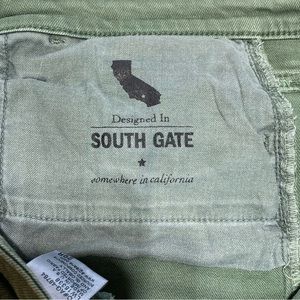 Designed In
SOUTH GATE
somewhere in california